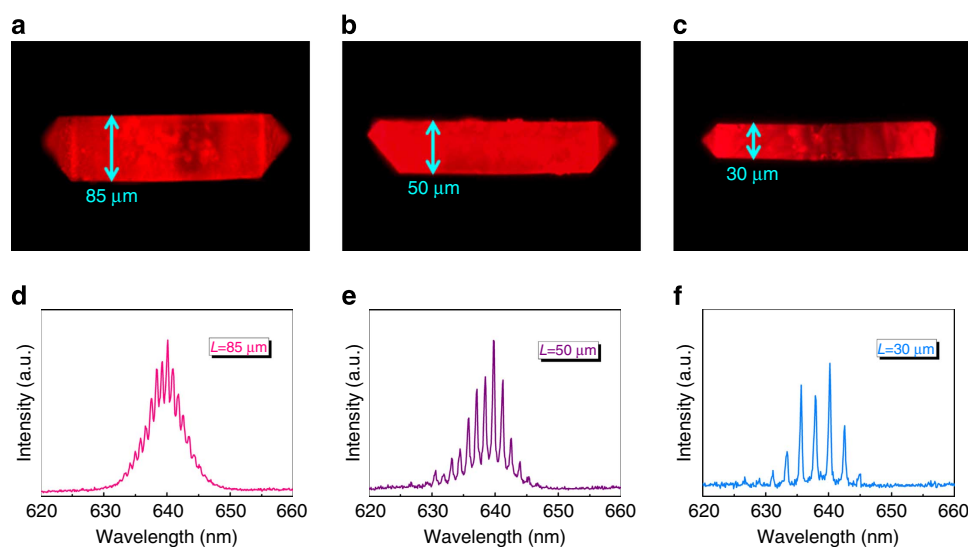 a
b
c
85 μm
50 μm
30 μm
d
e
f
L=85 μm
L=50 μm
L=30 μm
Intensity (a.u.)
Intensity (a.u.)
Intensity (a.u.)
620 630 640 650 660
620 630 640 650 660
620 630 640 650 660
Wavelength (nm)
Wavelength (nm)
Wavelength (nm)